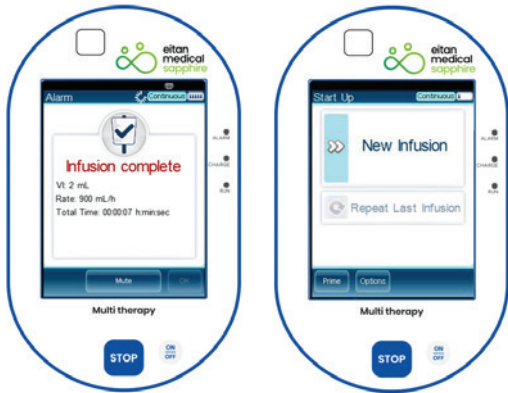 eitan
medical
sapphire
Alarm
Continuous
Infusion complete
VI: 2 mL
Rate: 900 mL/h
Total Time: 00:00:07 h:min:sec
Mute
OK
ALARM
CHARGE
RUN
Multi therapy
STOP
ON
OFF
eitan
medical
sapphire
Start Up
Continuous
New Infusion
Repeat Last Infusion
Prime
Options
ALARM
CHARGE
RUN
Multi therapy
STOP
ON
OFF